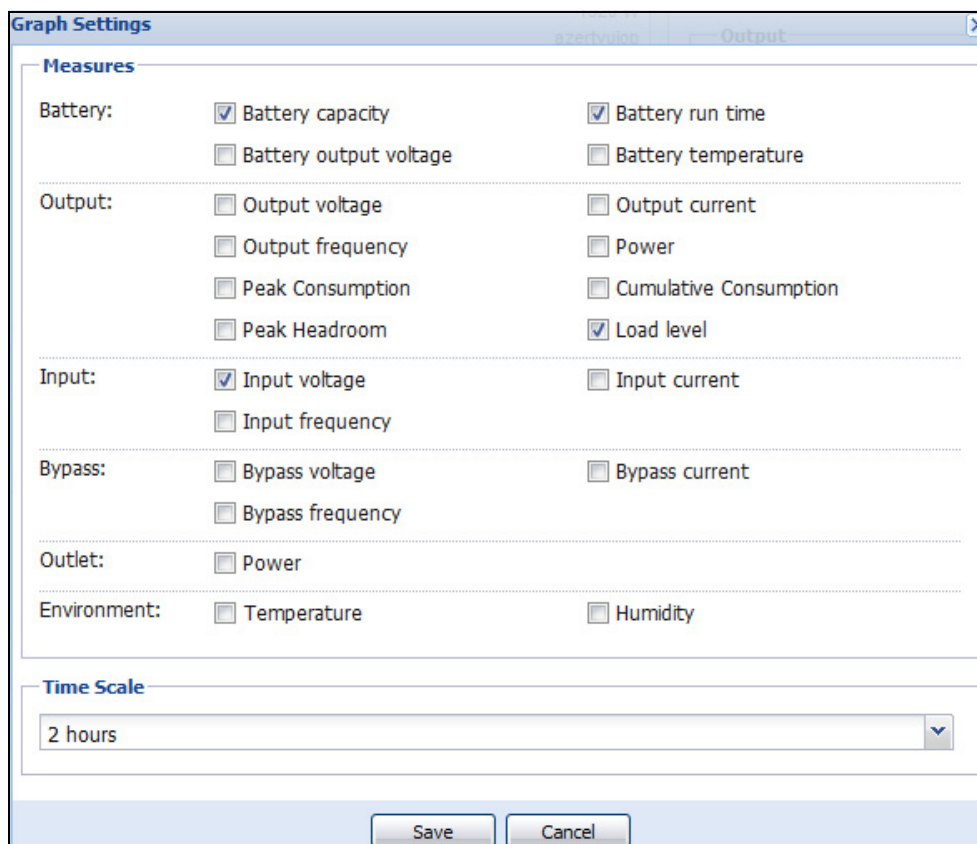 Graph Settings
azertyuiop
Output
Measures
Battery:
Battery capacity
Battery run time
Battery output voltage
Battery temperature
Output:
Output voltage
Output current
Output frequency
Power
Peak Consumption
Cumulative Consumption
Peak Headroom
Load level
Input:
Input voltage
Input current
Input frequency
Bypass:
Bypass voltage
Bypass current
Bypass frequency
Outlet:
Power
Environment:
Temperature
Humidity
Time Scale
2 hours
Save
Cancel